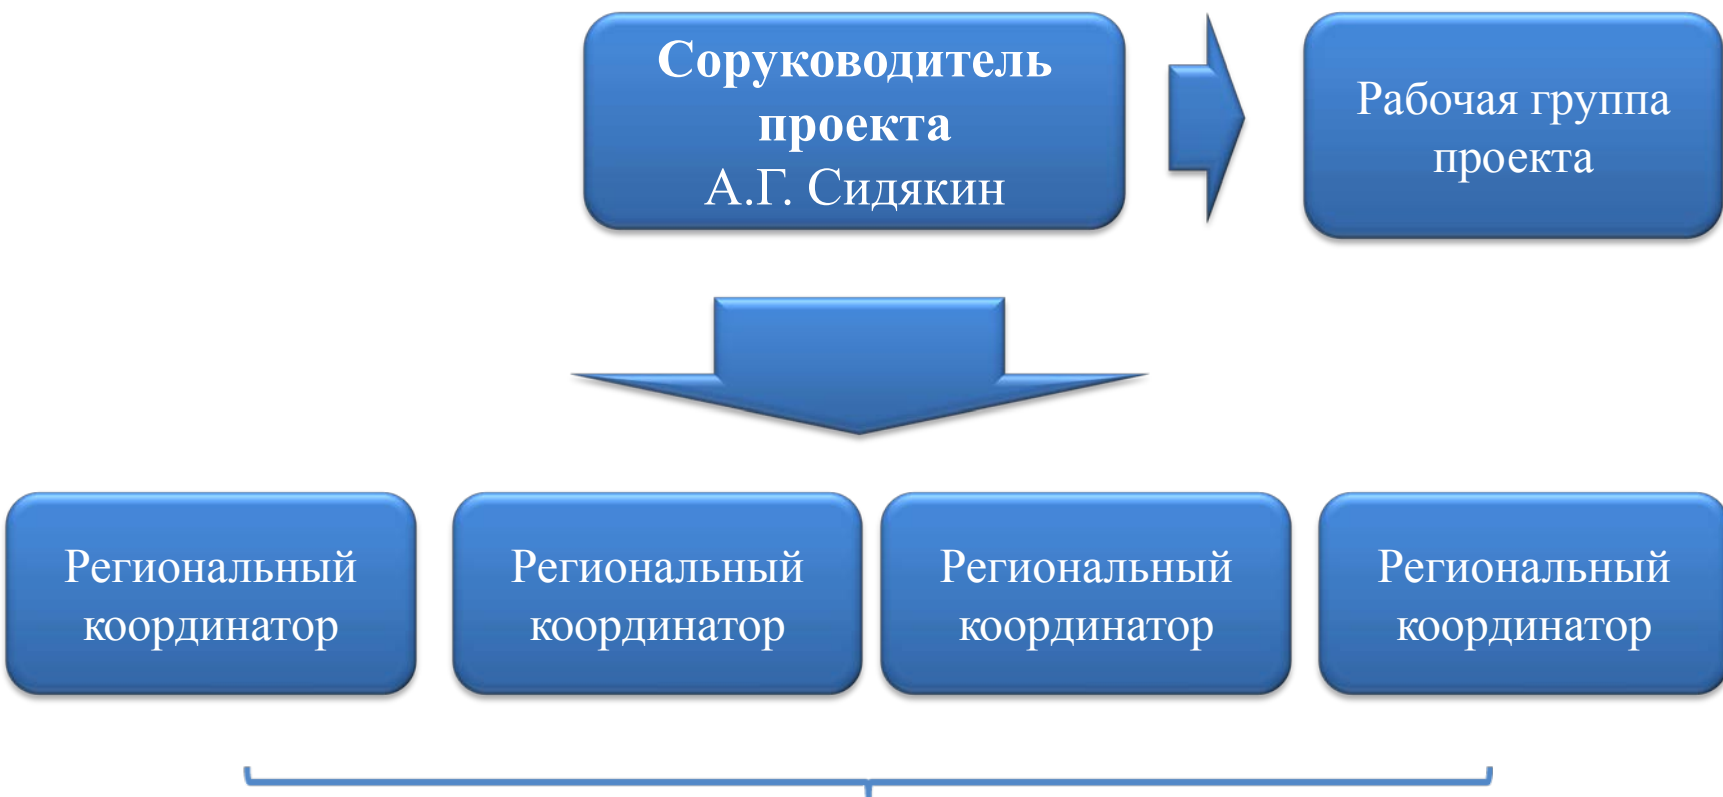 Соруководитель
проекта
А.Г. Сидякин
Рабочая группа
проекта
Региональный
координатор
Региональный
координатор
Региональный
координатор
Региональный
координатор